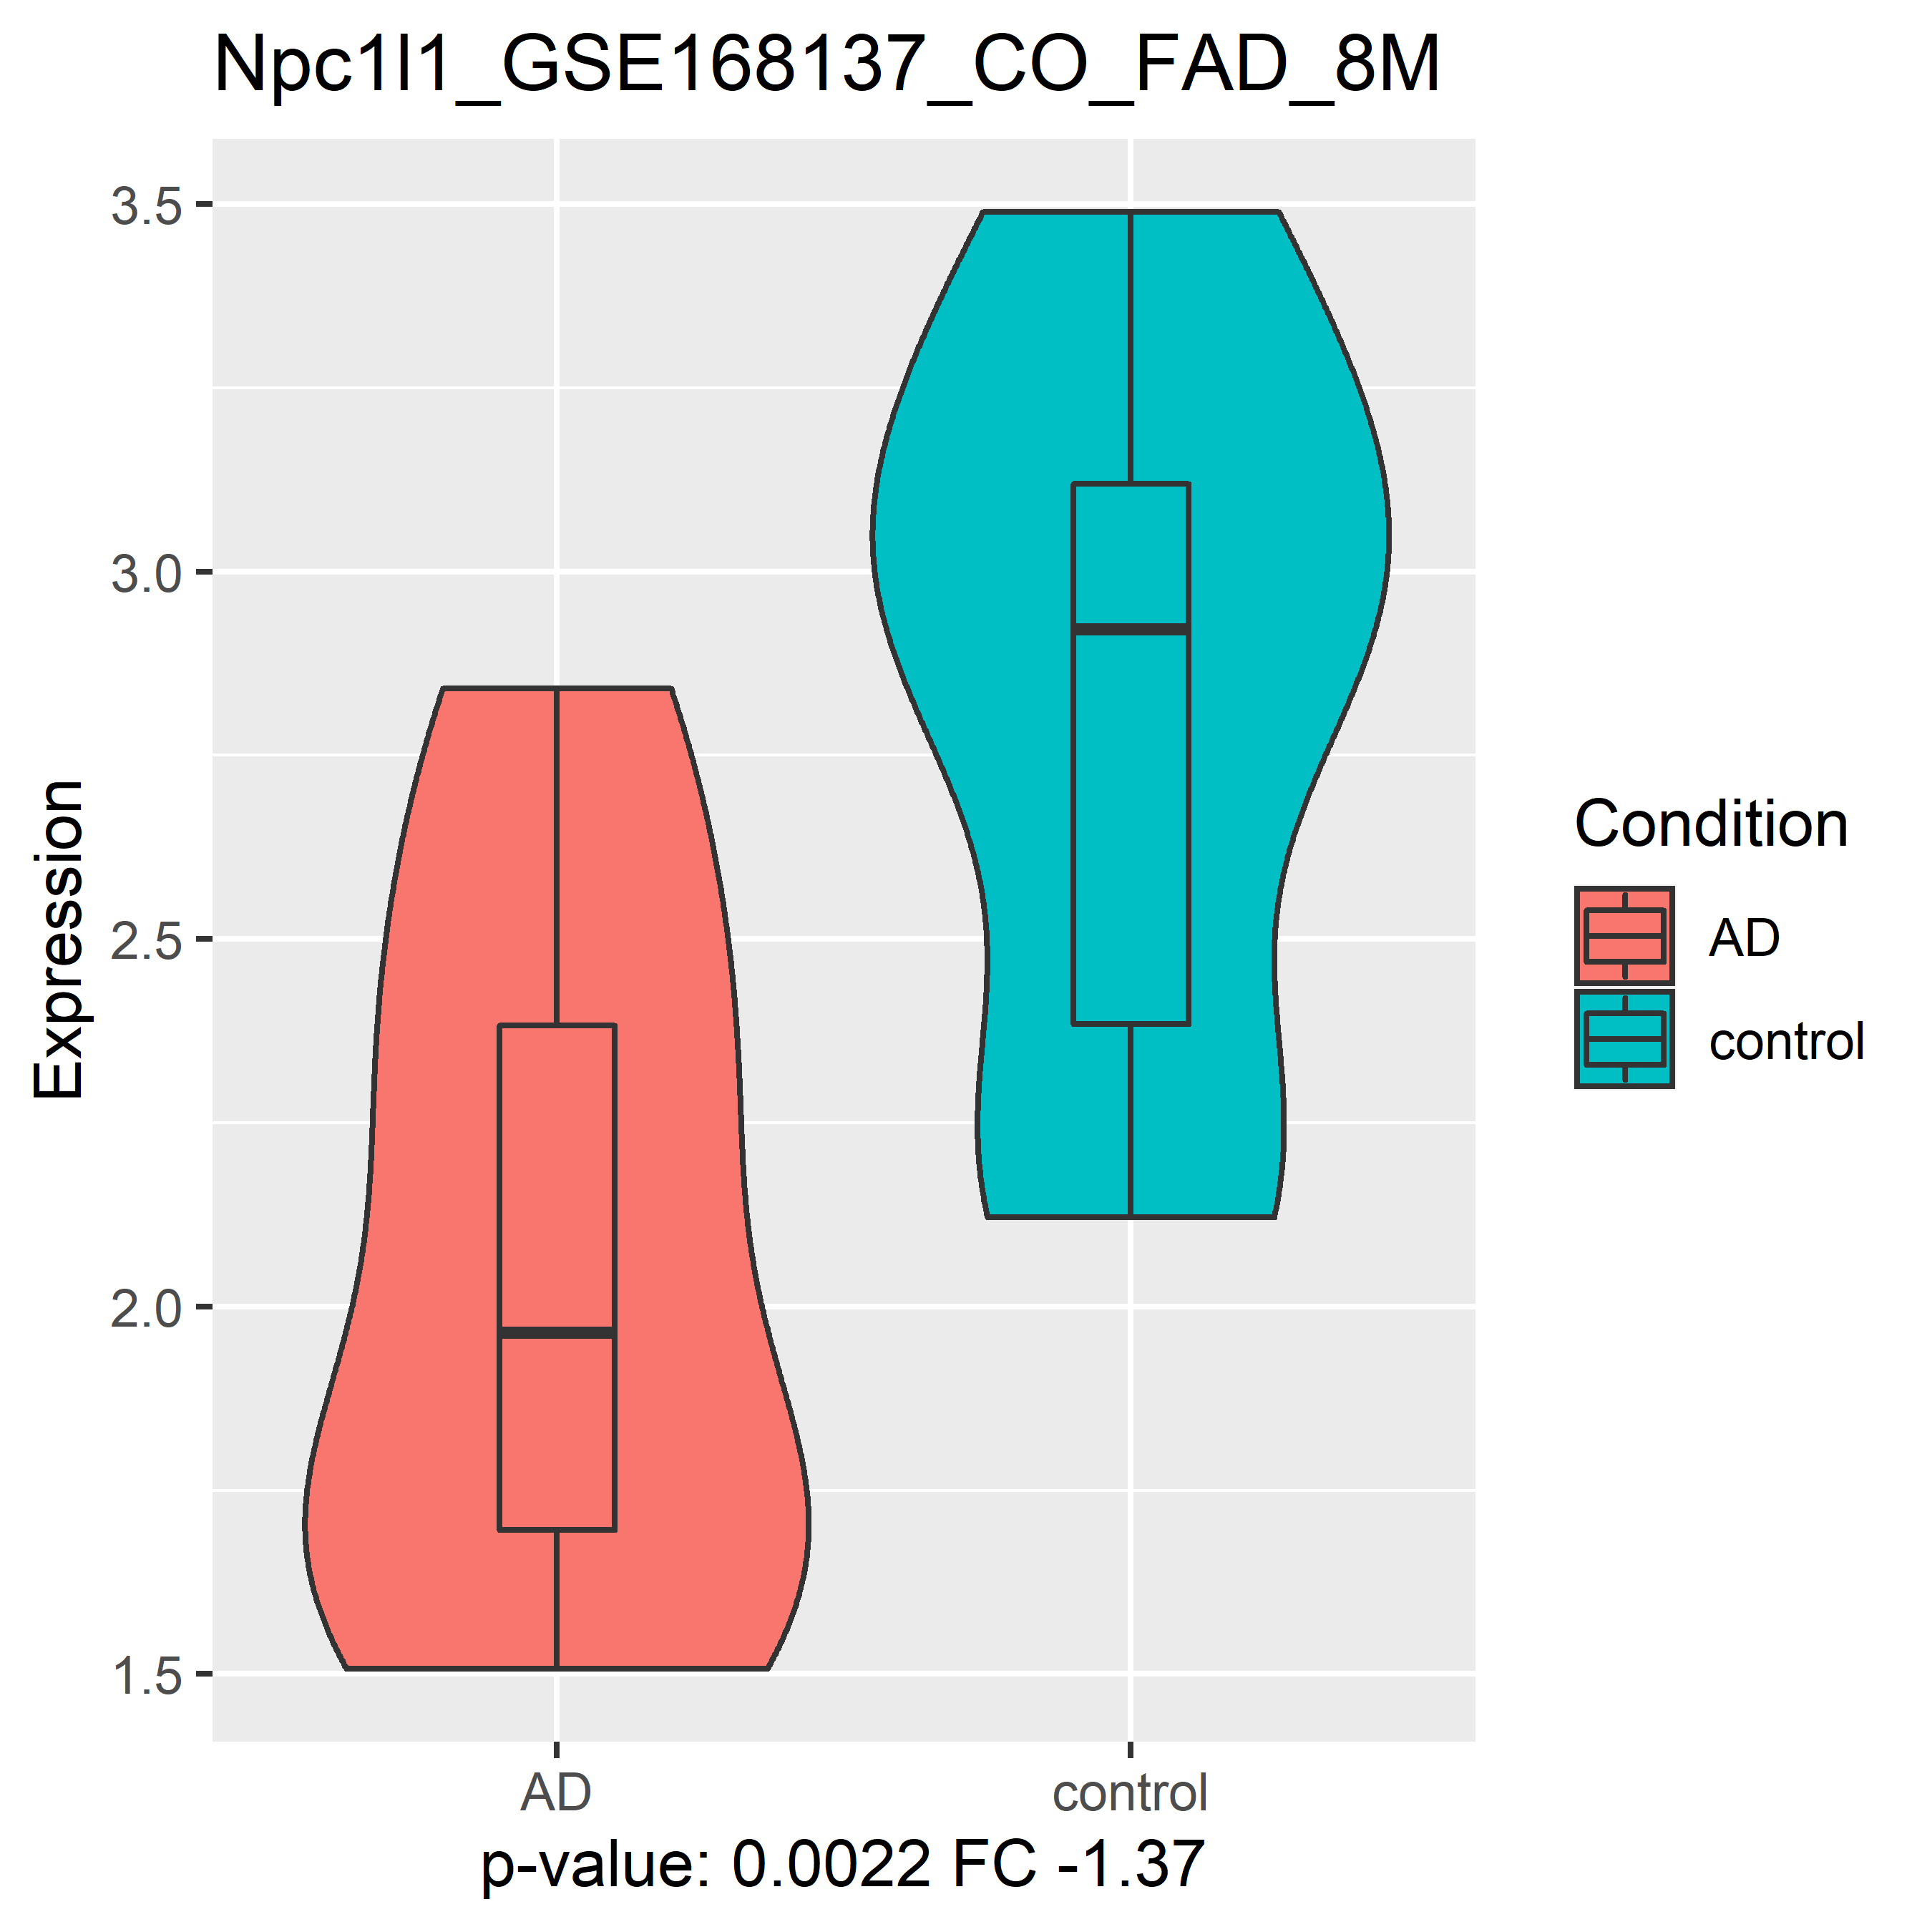 Npc1l1_GSE168137_CO_FAD_8M
3.5
3.0
2.5
2.0
1.5
Expression
AD
control
p-value: 0.0022 FC -1.37
Condition
AD
control